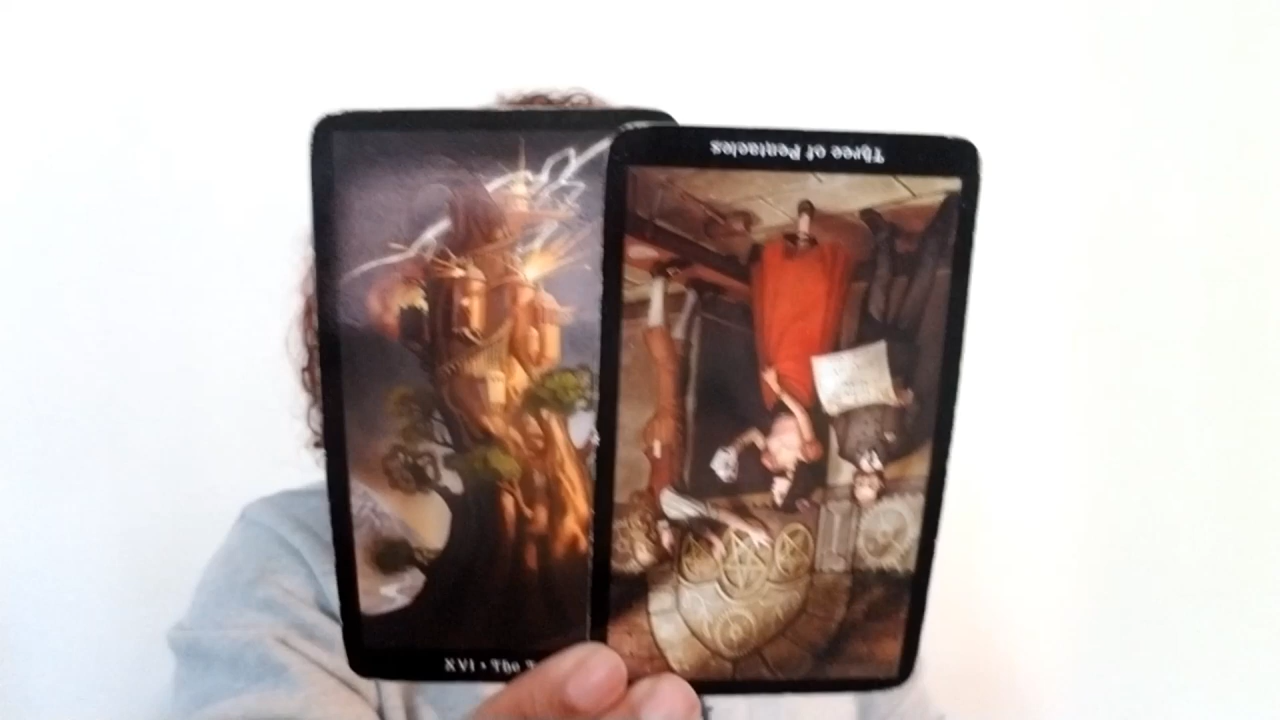 Three of Pentacles
XVI • The T